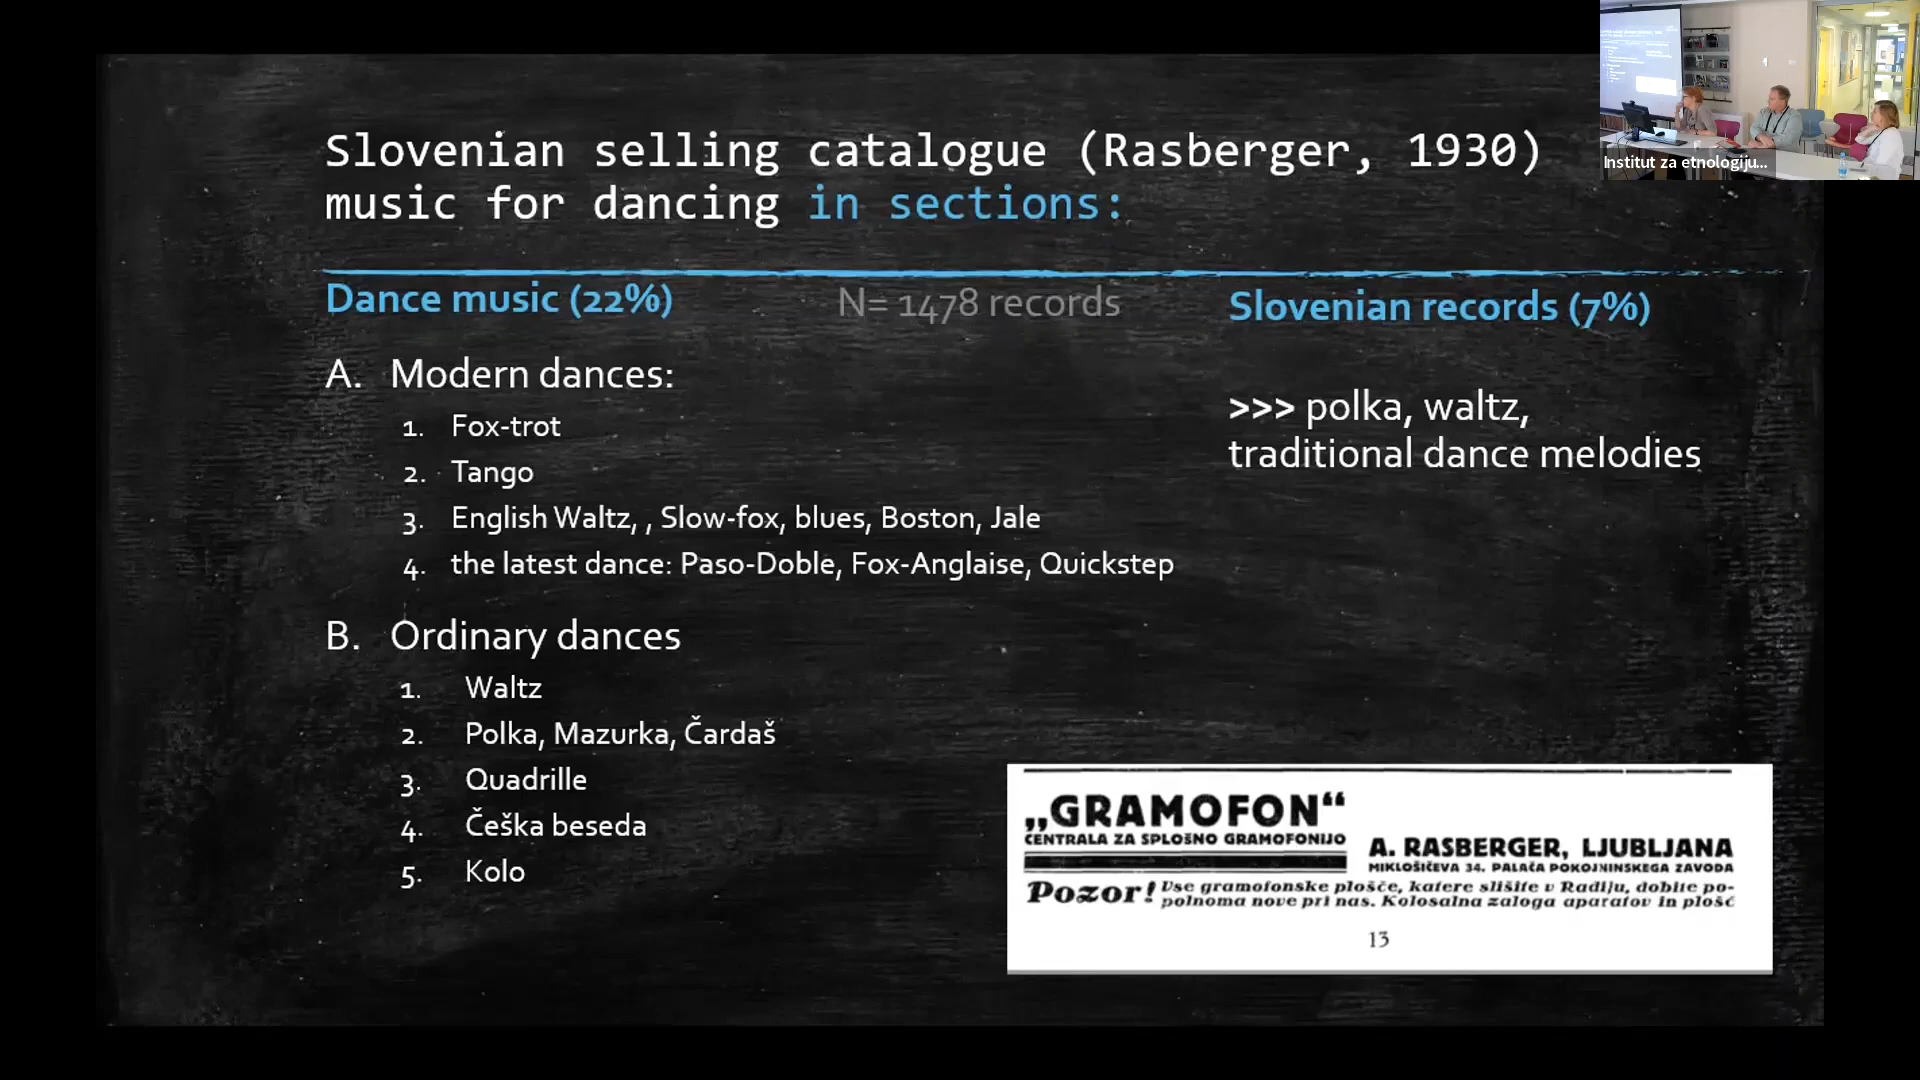 Slovenian selling catalogue (Rasberger, 1930)
music for dancing in sections:
Dance music (22%)
N= 1478 records
Slovenian records (7%)
A. Modern dances:
1. Fox-trot
2. Tango
3. English Waltz, , Slow-fox, blues, Boston, Jale
4. the latest dance: Paso-Doble, Fox-Anglaise, Quickstep
B. Ordinary dances
1. Waltz
2. Polka, Mazurka, Čardaš
3. Quadrille
4. Češka beseda
5. Kolo
>>> polka, waltz,
traditional dance melodies
„GRAMOFON“
CENTRALA ZA SPLOŠNO GRAMOFONIJO
A. RASBERGER, LJUBLJANA
MIKLOŠIČEVA 34. PALAČA POKOJNINSKEGA ZAVODA
Pozor! Vse gramofonske plošče, katere slišite v Radiju, dobite po-
polnoma nove pri nas. Kolosalna zaloga aparatov in plošč
13
Institut za etnologiju...